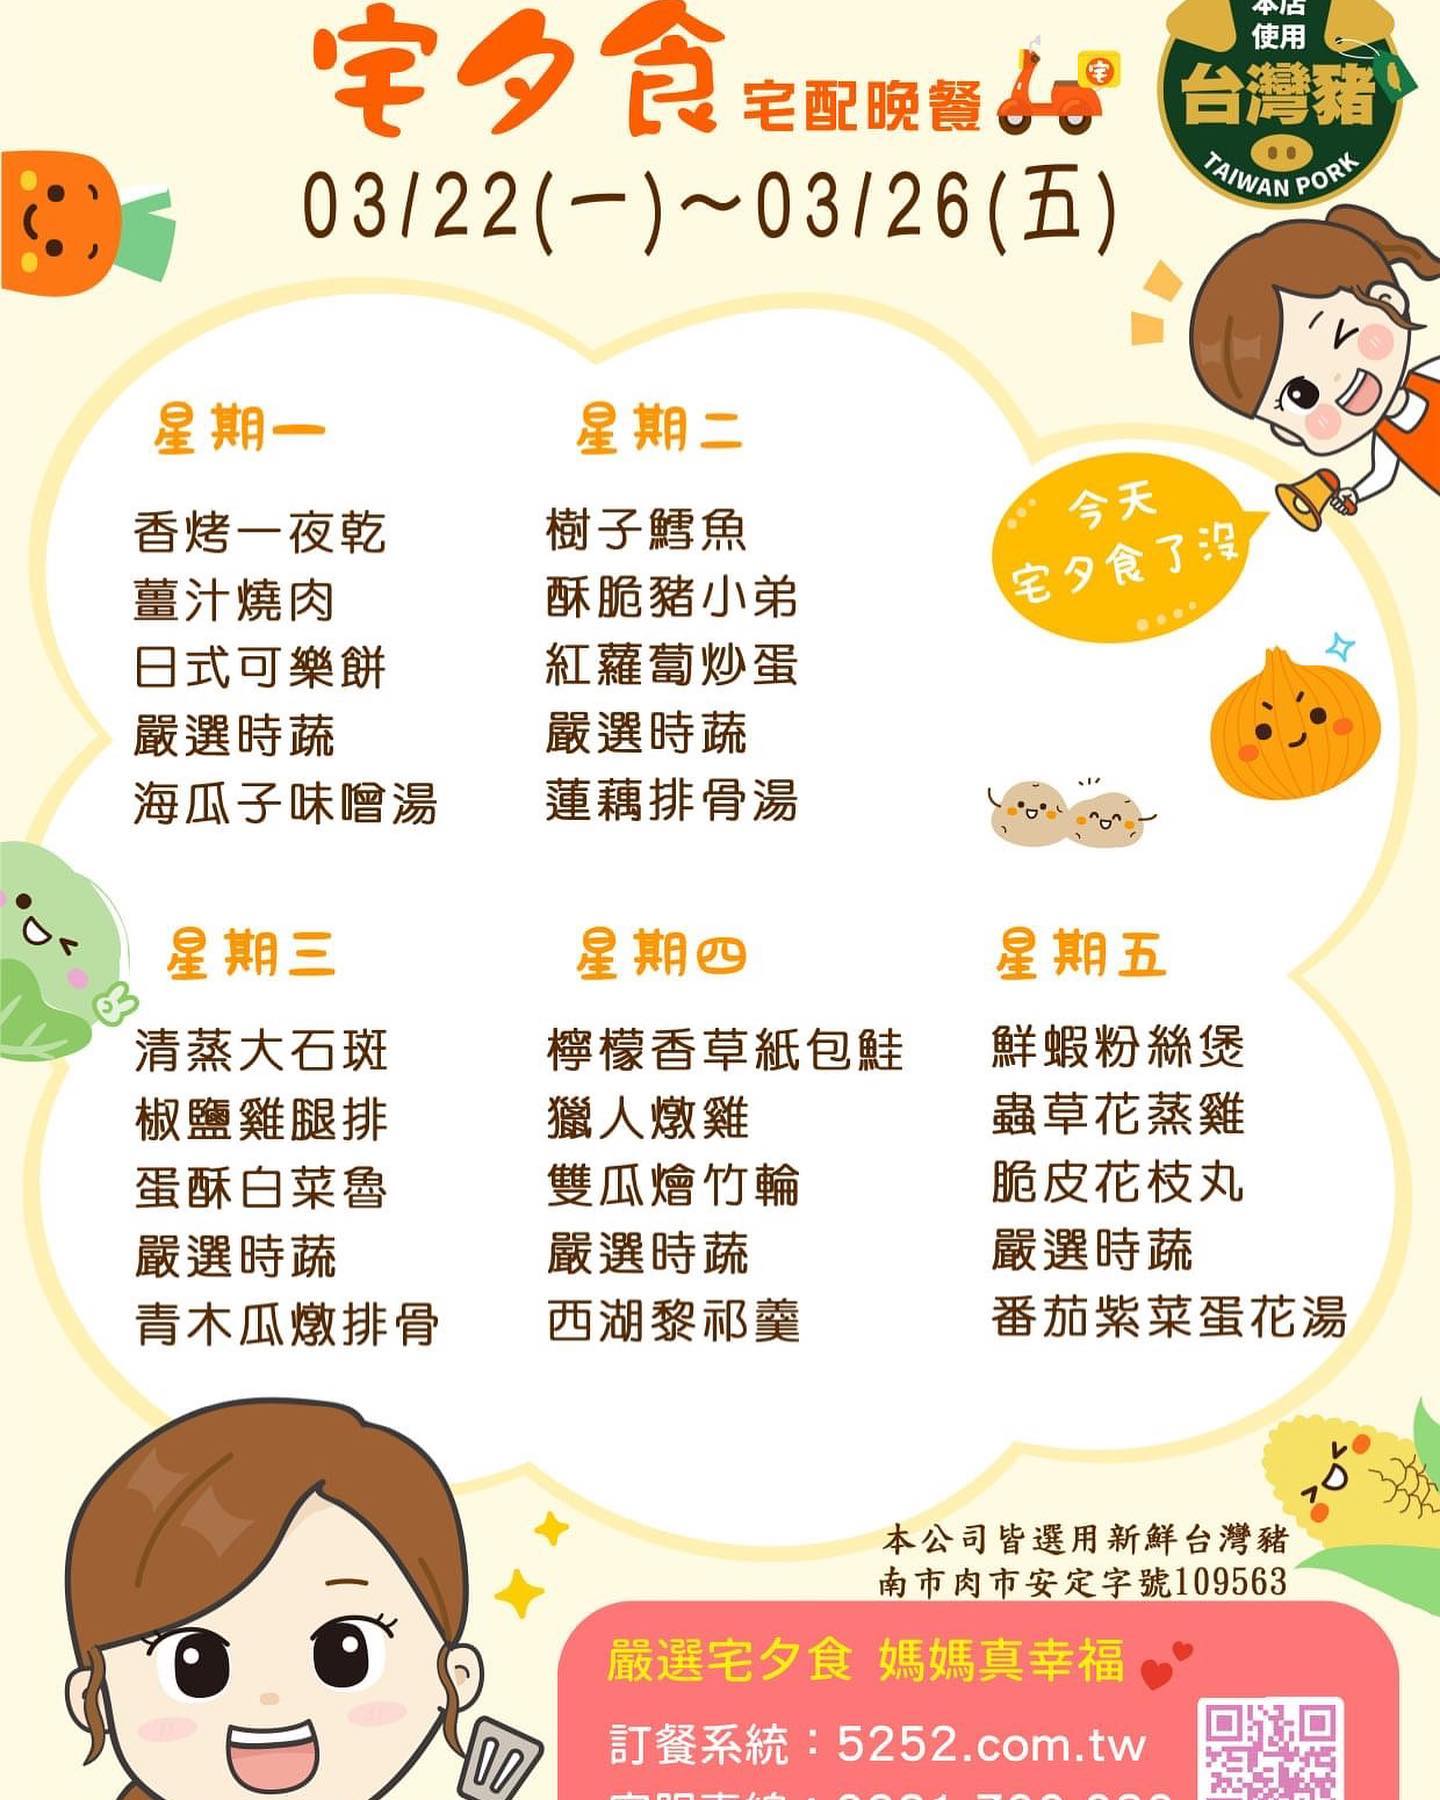 宅夕食 宅配晚餐
宅
本店
使用
台灣豬
TAIWAN PORK
03/22(一)～03/26(五)
星期一
香烤一夜乾
薑汁燒肉
日式可樂餅
嚴選時蔬
海瓜子味噌湯
星期二
樹子鱈魚
酥脆豬小弟
紅蘿蔔炒蛋
嚴選時蔬
蓮藕排骨湯
今天
宅夕食了沒
星期三
清蒸大石斑
椒鹽雞腿排
蛋酥白菜魯
嚴選時蔬
青木瓜燉排骨
星期四
檸檬香草紙包鮭
獵人燉雞
雙瓜燴竹輪
嚴選時蔬
西湖黎祁羹
星期五
鮮蝦粉絲煲
蟲草花蒸雞
脆皮花枝丸
嚴選時蔬
番茄紫菜蛋花湯
本公司皆選用新鮮台灣豬
南市肉市安定字號109563
嚴選宅夕食 媽媽真幸福
訂餐系統：5252.com.tw